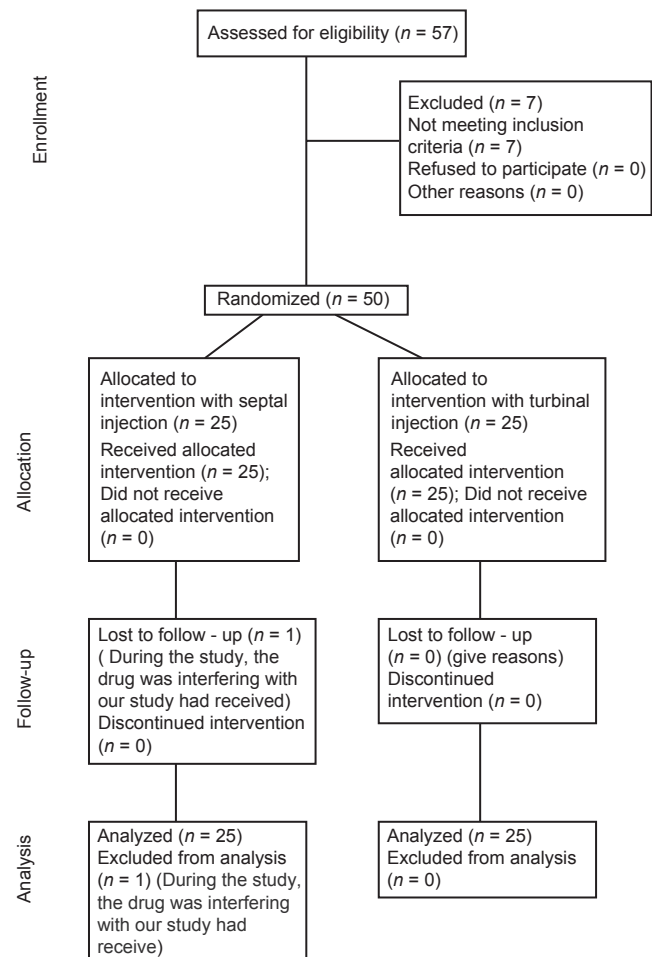 Assessed for eligibility (n = 57)
Enrollment
Excluded (n = 7)
Not meeting inclusion
criteria (n = 7)
Refused to participate (n = 0)
Other reasons (n = 0)
Randomized (n = 50)
Allocation
Allocated to
intervention with septal
injection (n = 25)
Received allocated
intervention (n = 25);
Did not receive
allocated intervention
(n = 0)
Allocated to
intervention with turbinal
injection (n = 25)
Received
allocated intervention
(n = 25); Did not receive
allocated intervention
(n = 0)
Follow-up
Lost to follow - up (n = 1)
( During the study, the
drug was interfering with
our study had received)
Discontinued intervention
(n = 0)
Lost to follow - up
(n = 0) (give reasons)
Discontinued
intervention (n = 0)
Analysis
Analyzed (n = 25)
Excluded from analysis
(n = 1) (During the study,
the drug was interfering
with our study had
receive)
Analyzed (n = 25)
Excluded from analysis
(n = 0)